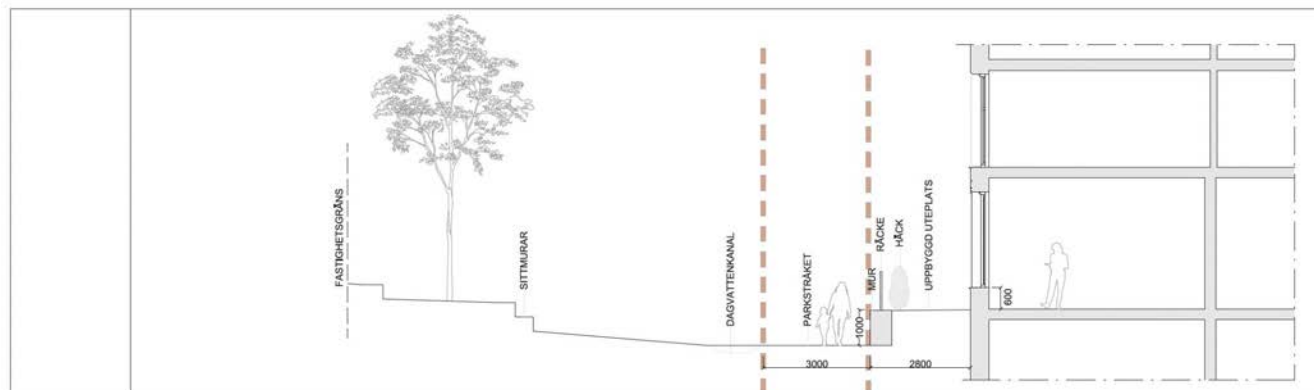 FASTIGHETSGRÄNS
SITTMURAR
DAGVATTENKANAL
PARKSTRÅKET
MUR
RÄCKE
HÄCK
UPPBYGGD UTEPLATS
600
1000
3000
2800